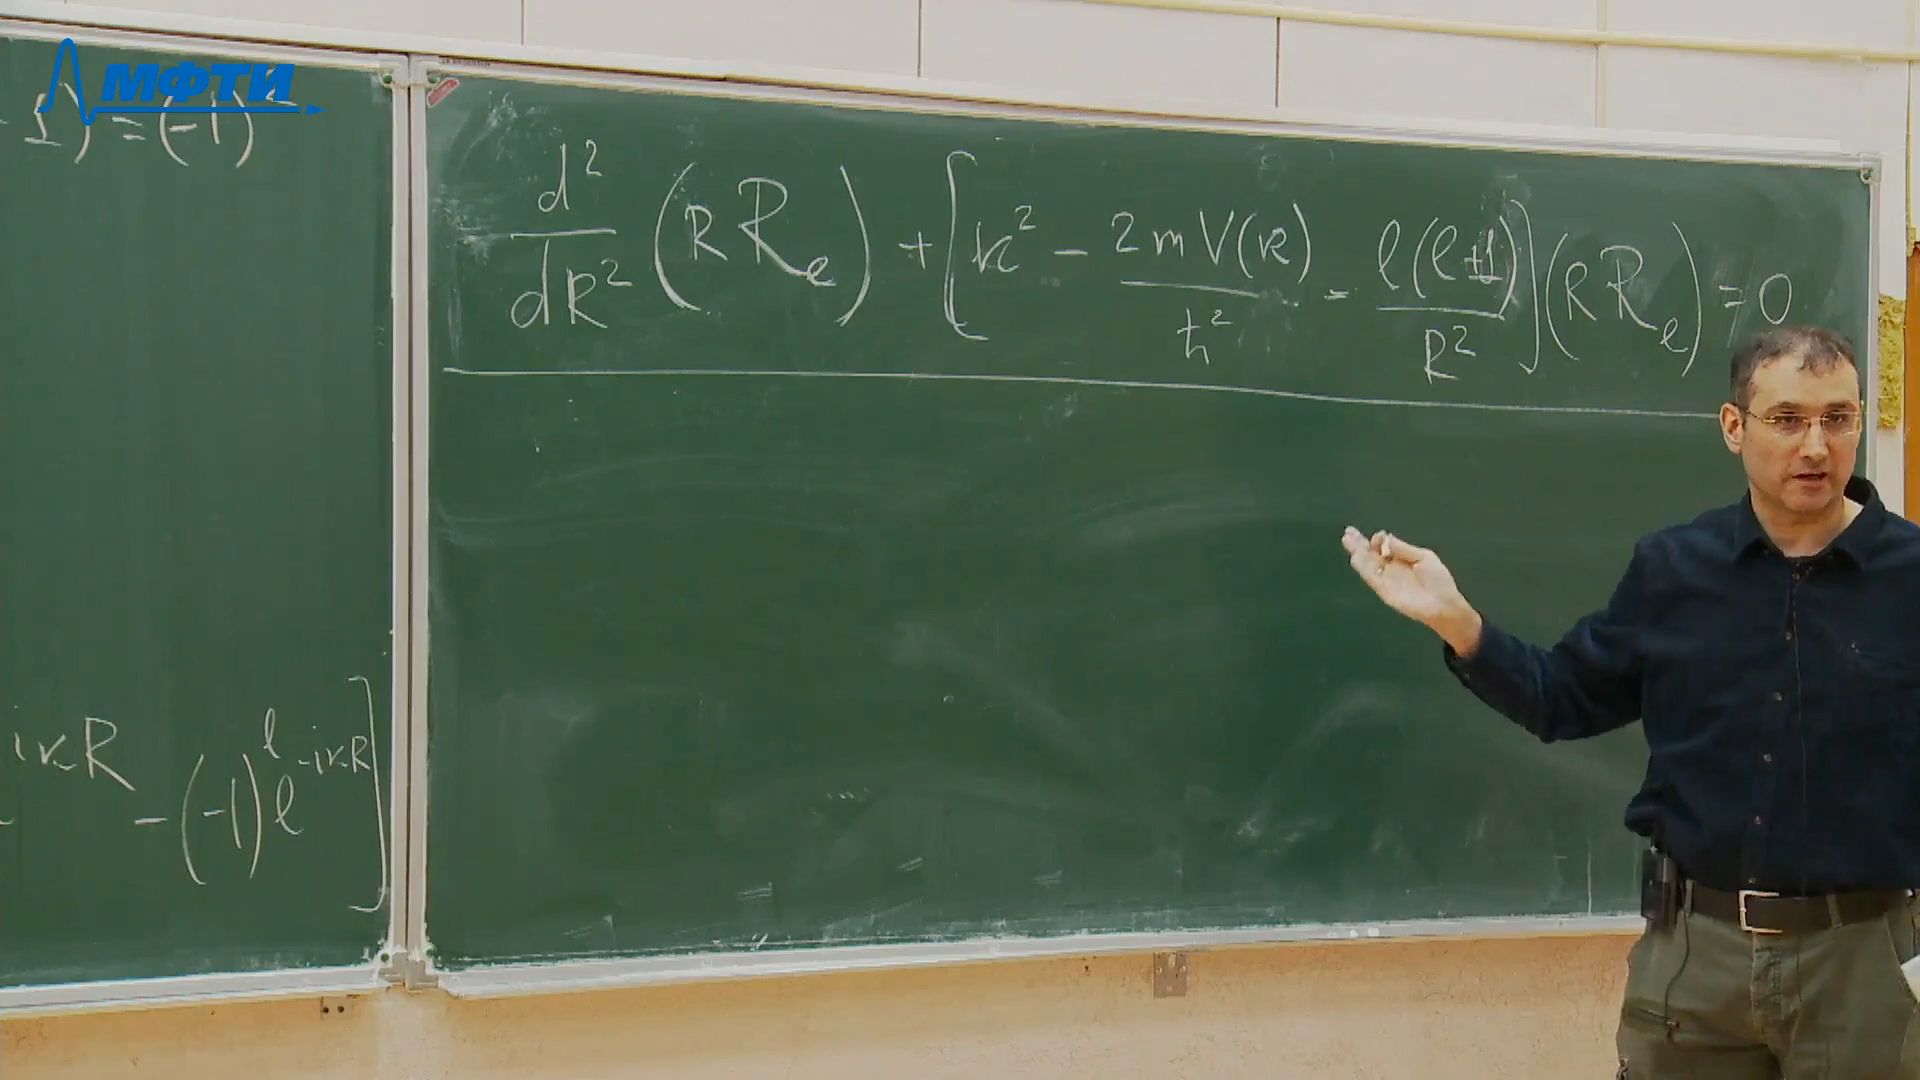 МФТИ
1) = (-1)
d²/dR² (R R_ℓ) + [k² - 2mV(R)/ħ² - ℓ(ℓ+1)/R²] (R R_ℓ) = 0
ikR - (-1)^ℓ e^{-ikR}]